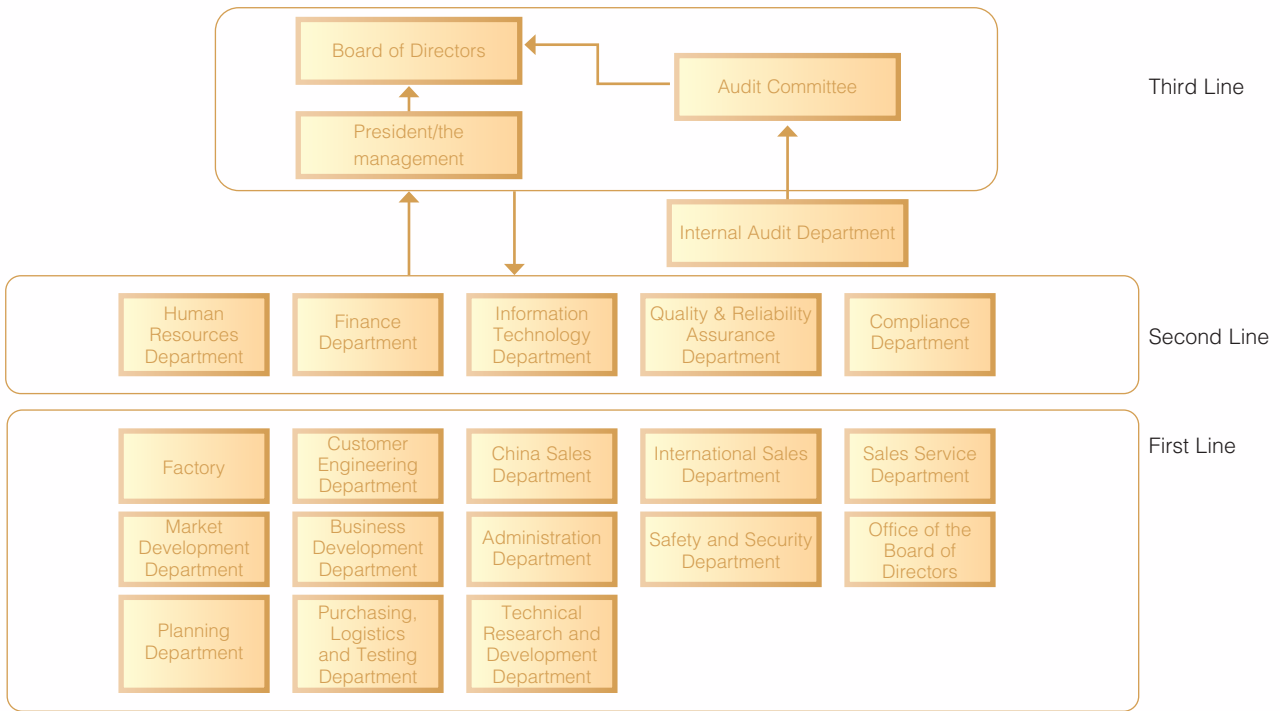 Board of Directors
Audit Committee
Third Line
President/the
management
Internal Audit Department
Human
Resources
Department
Finance
Department
Information
Technology
Department
Quality & Reliability
Assurance
Department
Compliance
Department
Second Line
Factory
Customer
Engineering
Department
China Sales
Department
International Sales
Department
Sales Service
Department
First Line
Market
Development
Department
Business
Development
Department
Administration
Department
Safety and Security
Department
Office of the
Board of
Directors
Planning
Department
Purchasing,
Logistics
and Testing
Department
Technical
Research and
Development
Department